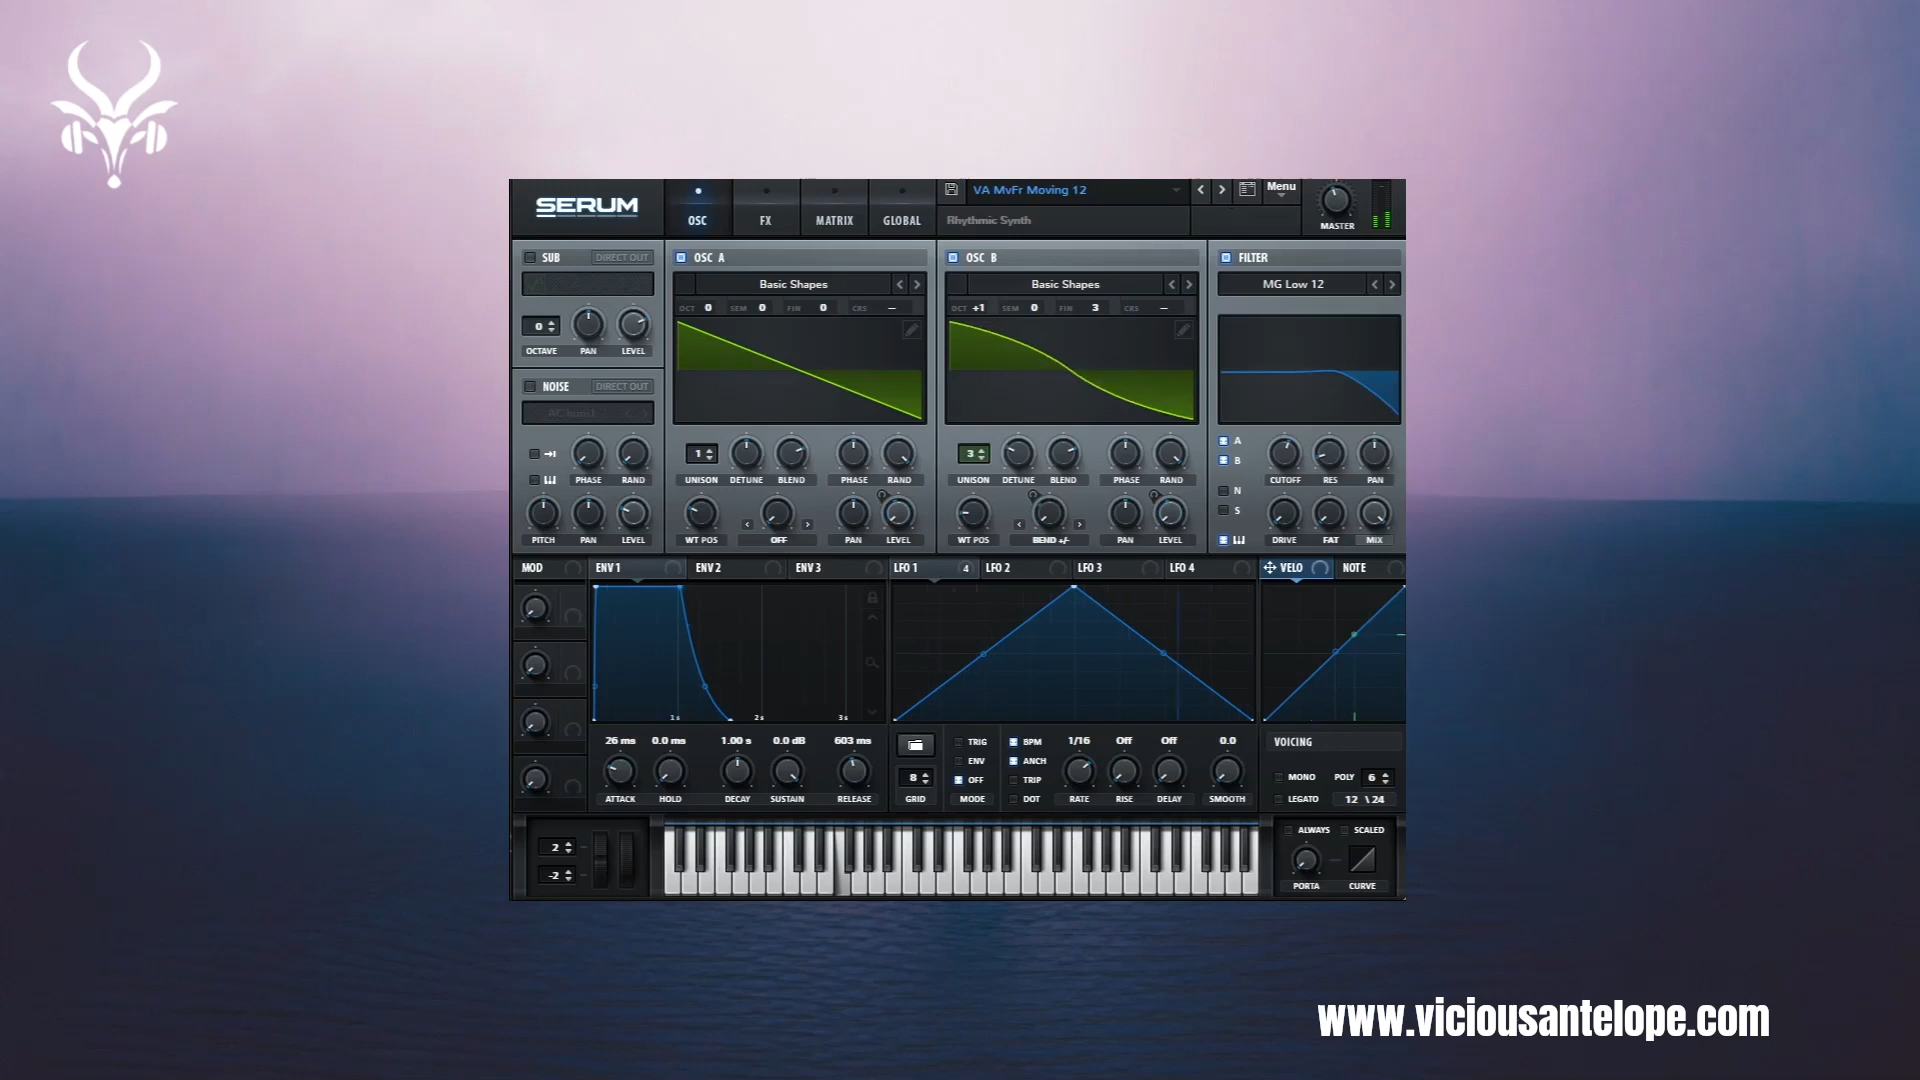 SERUM
OSC
FX
MATRIX
GLOBAL
VA MvFr Moving 12
Rhythmic Synth
Menu
MASTER
SUB
DIRECT OUT
0
OCTAVE
PAN
LEVEL
NOISE
DIRECT OUT
AC hum1
PHASE
RAND
PITCH
PAN
LEVEL
OSC A
Basic Shapes
OCT 0 SEM 0 FIN 0 CRS –
1
UNISON DETUNE BLEND PHASE RAND
WT POS OFF PAN LEVEL
OSC B
Basic Shapes
OCT +1 SEM 0 FIN 3 CRS –
3
UNISON DETUNE BLEND PHASE RAND
WT POS BEND +/- PAN LEVEL
FILTER
MG Low 12
A
B
N
S
CUTOFF RES PAN
DRIVE FAT MIX
MOD ENV 1 ENV 2 ENV 3 LFO 1 4 LFO 2 LFO 3 LFO 4 VELO NOTE
1s 2s 3s
26 ms 0.0 ms 1.00 s 0.0 dB 603 ms
ATTACK HOLD DECAY SUSTAIN RELEASE
8
GRID
TRIG
ENV
OFF
MODE
BPM
ANCH
TRIP
DOT
1/16 Off Off 0.0
RATE RISE DELAY SMOOTH
VOICING
MONO POLY 6
LEGATO 12 \ 24
2
-2
ALWAYS SCALED
PORTA CURVE
www.viciousantelope.com